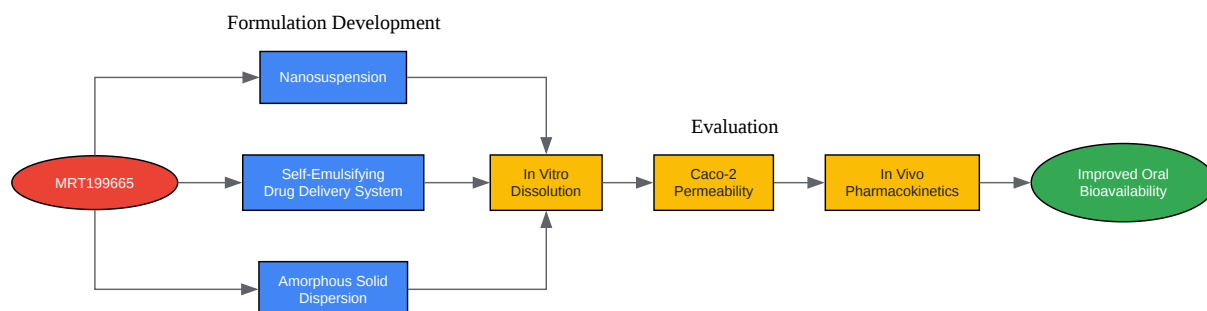 Formulation Development
Nanosuspension
Evaluation
MRT199665
Self-Emulsifying
Drug Delivery System
In Vitro
Dissolution
Caco-2
Permeability
In Vivo
Pharmacokinetics
Improved Oral
Bioavailability
Amorphous Solid
Dispersion